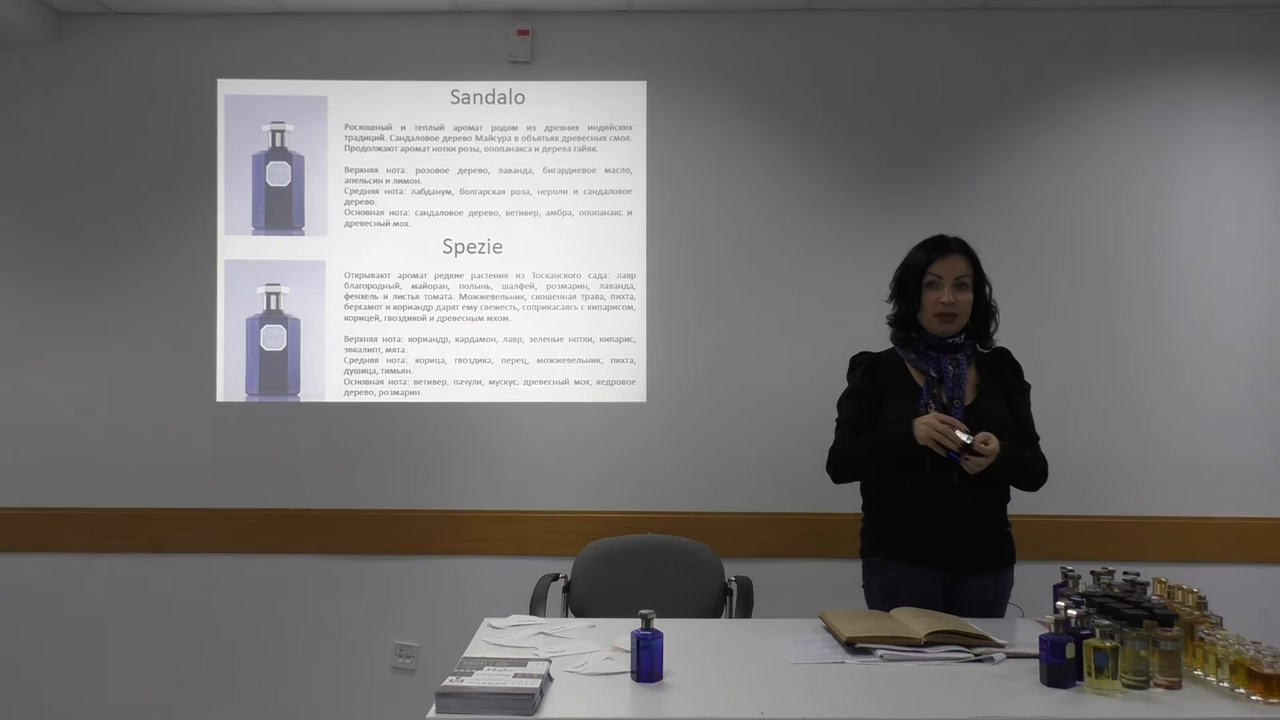 Sandalo
Роскошный и теплый аромат родом из древних индийских
традиций. Сандаловое дерево Майсура в объятьях древесных смол.
Продолжают аромат нотки розы, опопанакса и дерева гайяк.
Верхняя нота: розовое дерево, лаванда, бигардиевое масло,
апельсин и лимон.
Средняя нота: лабданум, болгарская роза, нероли и сандаловое
дерево.
Основная нота: сандаловое дерево, ветивер, амбра, опопанакс и
древесный мох.
Spezie
Открывают аромат редкие растения из Тосканского сада: лавр
благородный, майоран, полынь, шалфей, розмарин, лаванда,
фенхель и листья томата. Можжевельник, скошенная трава, пихта,
бергамот и кориандр дарят ему свежесть, соприкасаясь с кипарисом,
корицей, гвоздикой и древесным мхом.
Верхняя нота: кориандр, кардамон, лавр, зеленые нотки, кипарис,
эвкалипт, мята.
Средняя нота: корица, гвоздика, перец, можжевельник, пихта,
душица, тимьян.
Основная нота: ветивер, пачули, мускус, древесный мох, кедровое
дерево, розмарин.